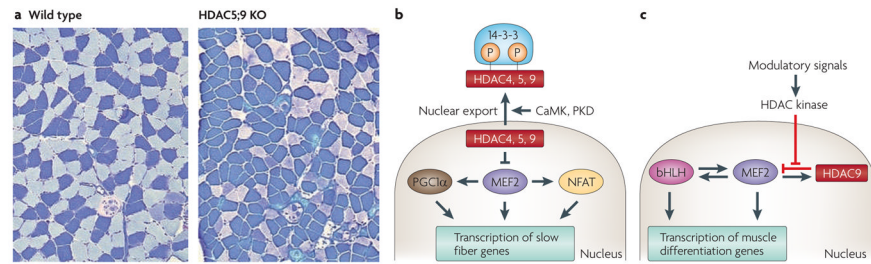 a Wild type
HDAC5;9 KO
b
14-3-3
P P
HDAC4, 5, 9
Nuclear export
CaMK, PKD
HDAC4, 5, 9
PGC1α
MEF2
NFAT
Transcription of slow
fiber genes
Nucleus
c
Modulatory signals
HDAC kinase
bHLH
MEF2
HDAC9
Transcription of muscle
differentiation genes
Nucleus